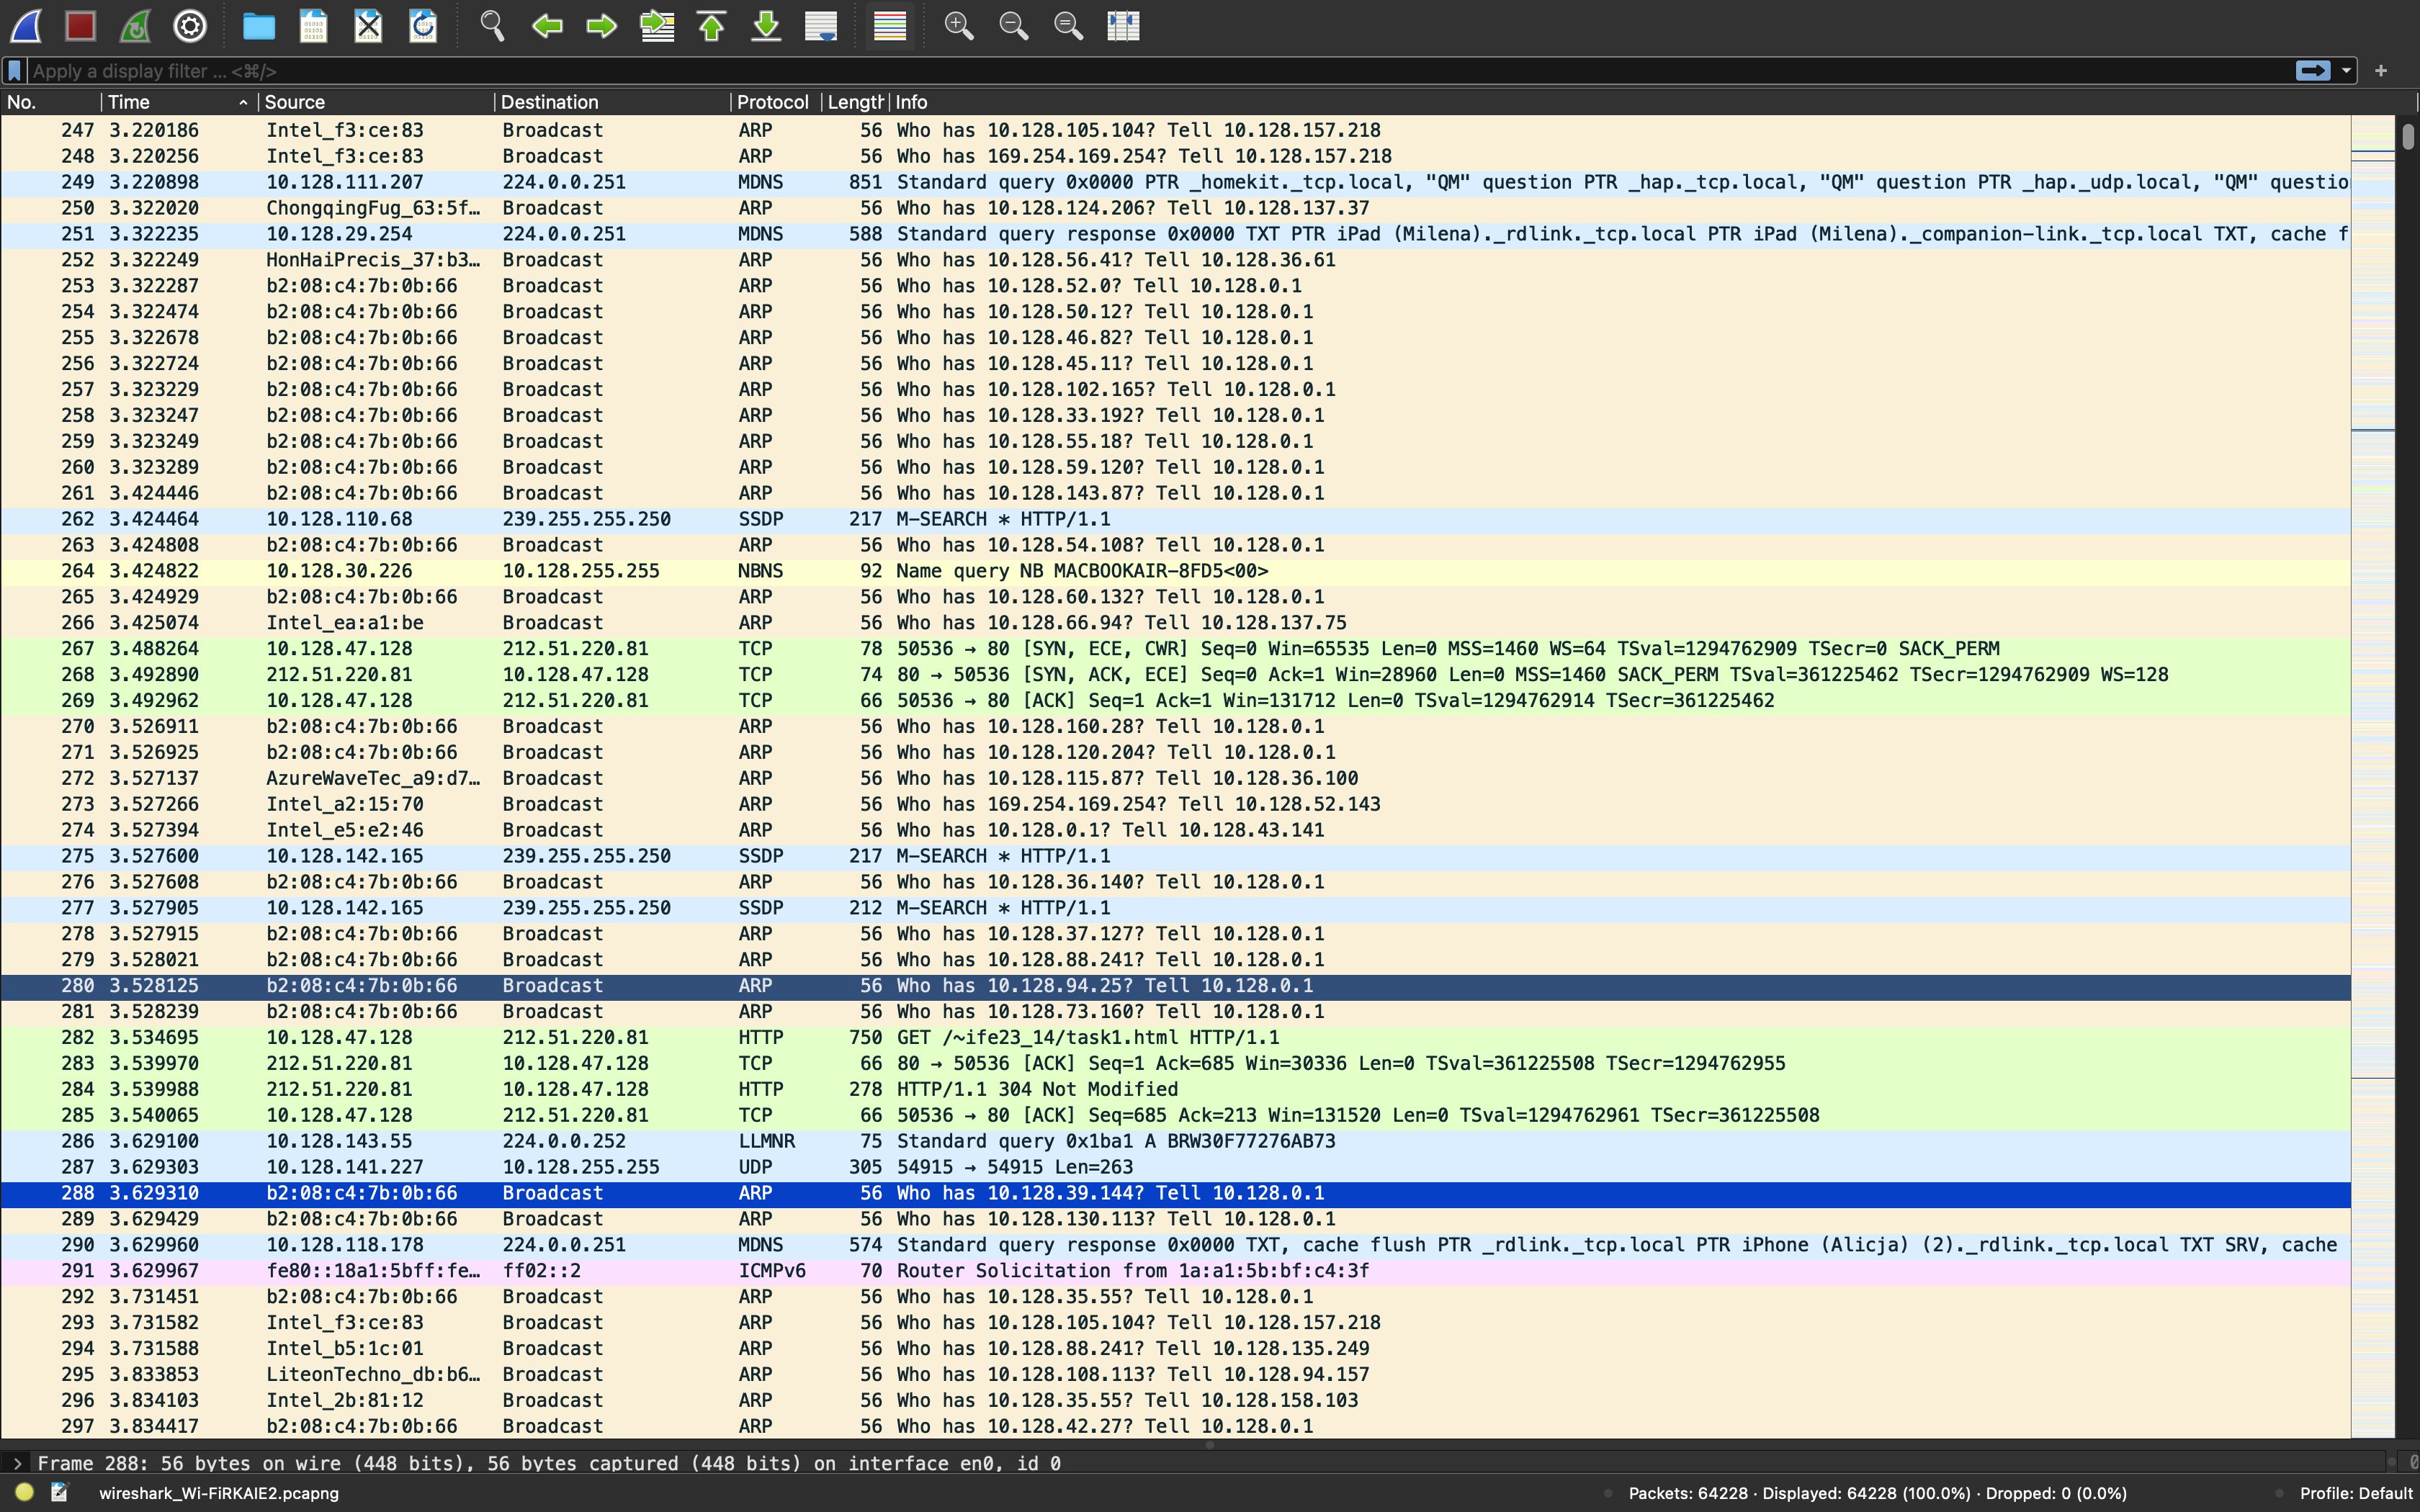 Apply a display filter ... <⌘/>
No. Time Source Destination Protocol Length Info
247 3.220186 Intel_f3:ce:83 Broadcast ARP 56 Who has 10.128.105.104? Tell 10.128.157.218
248 3.220256 Intel_f3:ce:83 Broadcast ARP 56 Who has 169.254.169.254? Tell 10.128.157.218
249 3.220898 10.128.111.207 224.0.0.251 MDNS 851 Standard query 0x0000 PTR _homekit._tcp.local, "QM" question PTR _hap._tcp.local, "QM" question PTR _hap._udp.local, "QM" questio
250 3.322020 ChongqingFug_63:5f… Broadcast ARP 56 Who has 10.128.124.206? Tell 10.128.137.37
251 3.322235 10.128.29.254 224.0.0.251 MDNS 588 Standard query response 0x0000 TXT PTR iPad (Milena)._rdlink._tcp.local PTR iPad (Milena)._companion-link._tcp.local TXT, cache f
252 3.322249 HonHaiPrecis_37:b3… Broadcast ARP 56 Who has 10.128.56.41? Tell 10.128.36.61
253 3.322287 b2:08:c4:7b:0b:66 Broadcast ARP 56 Who has 10.128.52.0? Tell 10.128.0.1
254 3.322474 b2:08:c4:7b:0b:66 Broadcast ARP 56 Who has 10.128.50.12? Tell 10.128.0.1
255 3.322678 b2:08:c4:7b:0b:66 Broadcast ARP 56 Who has 10.128.46.82? Tell 10.128.0.1
256 3.322724 b2:08:c4:7b:0b:66 Broadcast ARP 56 Who has 10.128.45.11? Tell 10.128.0.1
257 3.323229 b2:08:c4:7b:0b:66 Broadcast ARP 56 Who has 10.128.102.165? Tell 10.128.0.1
258 3.323247 b2:08:c4:7b:0b:66 Broadcast ARP 56 Who has 10.128.33.192? Tell 10.128.0.1
259 3.323249 b2:08:c4:7b:0b:66 Broadcast ARP 56 Who has 10.128.55.18? Tell 10.128.0.1
260 3.323289 b2:08:c4:7b:0b:66 Broadcast ARP 56 Who has 10.128.59.120? Tell 10.128.0.1
261 3.424446 b2:08:c4:7b:0b:66 Broadcast ARP 56 Who has 10.128.143.87? Tell 10.128.0.1
262 3.424464 10.128.110.68 239.255.255.250 SSDP 217 M-SEARCH * HTTP/1.1
263 3.424808 b2:08:c4:7b:0b:66 Broadcast ARP 56 Who has 10.128.54.108? Tell 10.128.0.1
264 3.424822 10.128.30.226 10.128.255.255 NBNS 92 Name query NB MACBOOKAIR-8FD5<00>
265 3.424929 b2:08:c4:7b:0b:66 Broadcast ARP 56 Who has 10.128.60.132? Tell 10.128.0.1
266 3.425074 Intel_ea:a1:be Broadcast ARP 56 Who has 10.128.66.94? Tell 10.128.137.75
267 3.488264 10.128.47.128 212.51.220.81 TCP 78 50536 → 80 [SYN, ECE, CWR] Seq=0 Win=65535 Len=0 MSS=1460 WS=64 TSval=1294762909 TSecr=0 SACK_PERM
268 3.492890 212.51.220.81 10.128.47.128 TCP 74 80 → 50536 [SYN, ACK, ECE] Seq=0 Ack=1 Win=28960 Len=0 MSS=1460 SACK_PERM TSval=361225462 TSecr=1294762909 WS=128
269 3.492962 10.128.47.128 212.51.220.81 TCP 66 50536 → 80 [ACK] Seq=1 Ack=1 Win=131712 Len=0 TSval=1294762914 TSecr=361225462
270 3.526911 b2:08:c4:7b:0b:66 Broadcast ARP 56 Who has 10.128.160.28? Tell 10.128.0.1
271 3.526925 b2:08:c4:7b:0b:66 Broadcast ARP 56 Who has 10.128.120.204? Tell 10.128.0.1
272 3.527137 AzureWaveTec_a9:d7… Broadcast ARP 56 Who has 10.128.115.87? Tell 10.128.36.100
273 3.527266 Intel_a2:15:70 Broadcast ARP 56 Who has 169.254.169.254? Tell 10.128.52.143
274 3.527394 Intel_e5:e2:46 Broadcast ARP 56 Who has 10.128.0.1? Tell 10.128.43.141
275 3.527600 10.128.142.165 239.255.255.250 SSDP 217 M-SEARCH * HTTP/1.1
276 3.527608 b2:08:c4:7b:0b:66 Broadcast ARP 56 Who has 10.128.36.140? Tell 10.128.0.1
277 3.527905 10.128.142.165 239.255.255.250 SSDP 212 M-SEARCH * HTTP/1.1
278 3.527915 b2:08:c4:7b:0b:66 Broadcast ARP 56 Who has 10.128.37.127? Tell 10.128.0.1
279 3.528021 b2:08:c4:7b:0b:66 Broadcast ARP 56 Who has 10.128.88.241? Tell 10.128.0.1
280 3.528125 b2:08:c4:7b:0b:66 Broadcast ARP 56 Who has 10.128.94.25? Tell 10.128.0.1
281 3.528239 b2:08:c4:7b:0b:66 Broadcast ARP 56 Who has 10.128.73.160? Tell 10.128.0.1
282 3.534695 10.128.47.128 212.51.220.81 HTTP 750 GET /~ife23_14/task1.html HTTP/1.1
283 3.539970 212.51.220.81 10.128.47.128 TCP 66 80 → 50536 [ACK] Seq=1 Ack=685 Win=30336 Len=0 TSval=361225508 TSecr=1294762955
284 3.539988 212.51.220.81 10.128.47.128 HTTP 278 HTTP/1.1 304 Not Modified
285 3.540065 10.128.47.128 212.51.220.81 TCP 66 50536 → 80 [ACK] Seq=685 Ack=213 Win=131520 Len=0 TSval=1294762961 TSecr=361225508
286 3.629100 10.128.143.55 224.0.0.252 LLMNR 75 Standard query 0x1ba1 A BRW30F77276AB73
287 3.629303 10.128.141.227 10.128.255.255 UDP 305 54915 → 54915 Len=263
288 3.629310 b2:08:c4:7b:0b:66 Broadcast ARP 56 Who has 10.128.39.144? Tell 10.128.0.1
289 3.629429 b2:08:c4:7b:0b:66 Broadcast ARP 56 Who has 10.128.130.113? Tell 10.128.0.1
290 3.629960 10.128.118.178 224.0.0.251 MDNS 574 Standard query response 0x0000 TXT, cache flush PTR _rdlink._tcp.local PTR iPhone (Alicja) (2)._rdlink._tcp.local TXT SRV, cache
291 3.629967 fe80::18a1:5bff:fe… ff02::2 ICMPv6 70 Router Solicitation from 1a:a1:5b:bf:c4:3f
292 3.731451 b2:08:c4:7b:0b:66 Broadcast ARP 56 Who has 10.128.35.55? Tell 10.128.0.1
293 3.731582 Intel_f3:ce:83 Broadcast ARP 56 Who has 10.128.105.104? Tell 10.128.157.218
294 3.731588 Intel_b5:1c:01 Broadcast ARP 56 Who has 10.128.88.241? Tell 10.128.135.249
295 3.833853 LiteonTechno_db:b6… Broadcast ARP 56 Who has 10.128.108.113? Tell 10.128.94.157
296 3.834103 Intel_2b:81:12 Broadcast ARP 56 Who has 10.128.35.55? Tell 10.128.158.103
297 3.834417 b2:08:c4:7b:0b:66 Broadcast ARP 56 Who has 10.128.42.27? Tell 10.128.0.1
Frame 288: 56 bytes on wire (448 bits), 56 bytes captured (448 bits) on interface en0, id 0
wireshark_Wi-FiRKAIE2.pcapng Packets: 64228 · Displayed: 64228 (100.0%) · Dropped: 0 (0.0%) Profile: Default